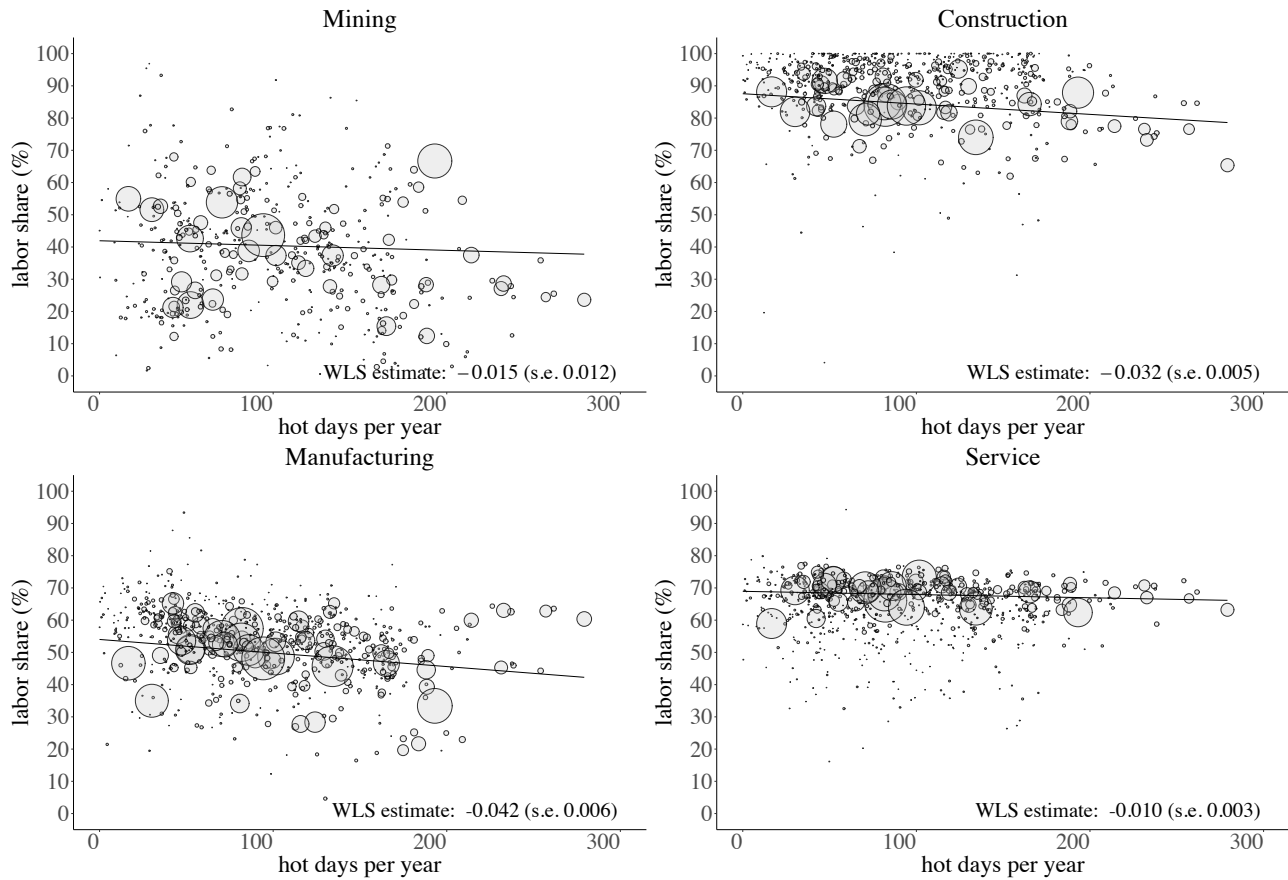 Mining
100
90
80
70
60
50
40
30
20
10
0
labor share (%)
WLS estimate: −0.015 (s.e. 0.012)
0 100 200 300
hot days per year
Construction
100
90
80
70
60
50
40
30
20
10
0
labor share (%)
WLS estimate: −0.032 (s.e. 0.005)
0 100 200 300
hot days per year
Manufacturing
100
90
80
70
60
50
40
30
20
10
0
labor share (%)
WLS estimate: -0.042 (s.e. 0.006)
0 100 200 300
hot days per year
Service
100
90
80
70
60
50
40
30
20
10
0
labor share (%)
WLS estimate: -0.010 (s.e. 0.003)
0 100 200 300
hot days per year